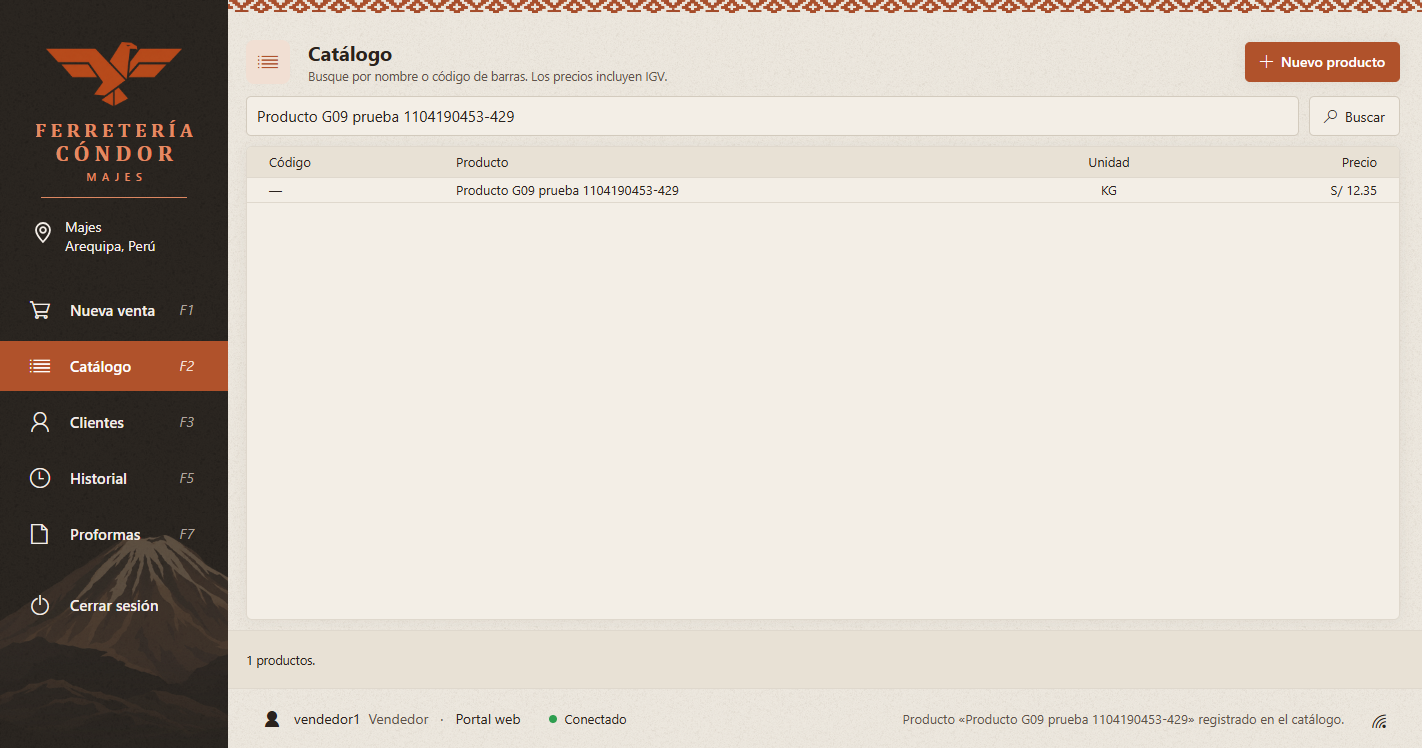 FERRETERÍA
CÓNDOR
MAJES
Majes
Arequipa, Perú
Nueva venta F1
Catálogo F2
Clientes F3
Historial F5
Proformas F7
Cerrar sesión
Catálogo
Busque por nombre o código de barras. Los precios incluyen IGV.
Nuevo producto
Producto G09 prueba 1104190453-429
Buscar
Código Producto Unidad Precio
— Producto G09 prueba 1104190453-429 KG S/ 12.35
1 productos.
vendedor1 Vendedor · Portal web Conectado
Producto «Producto G09 prueba 1104190453-429» registrado en el catálogo.